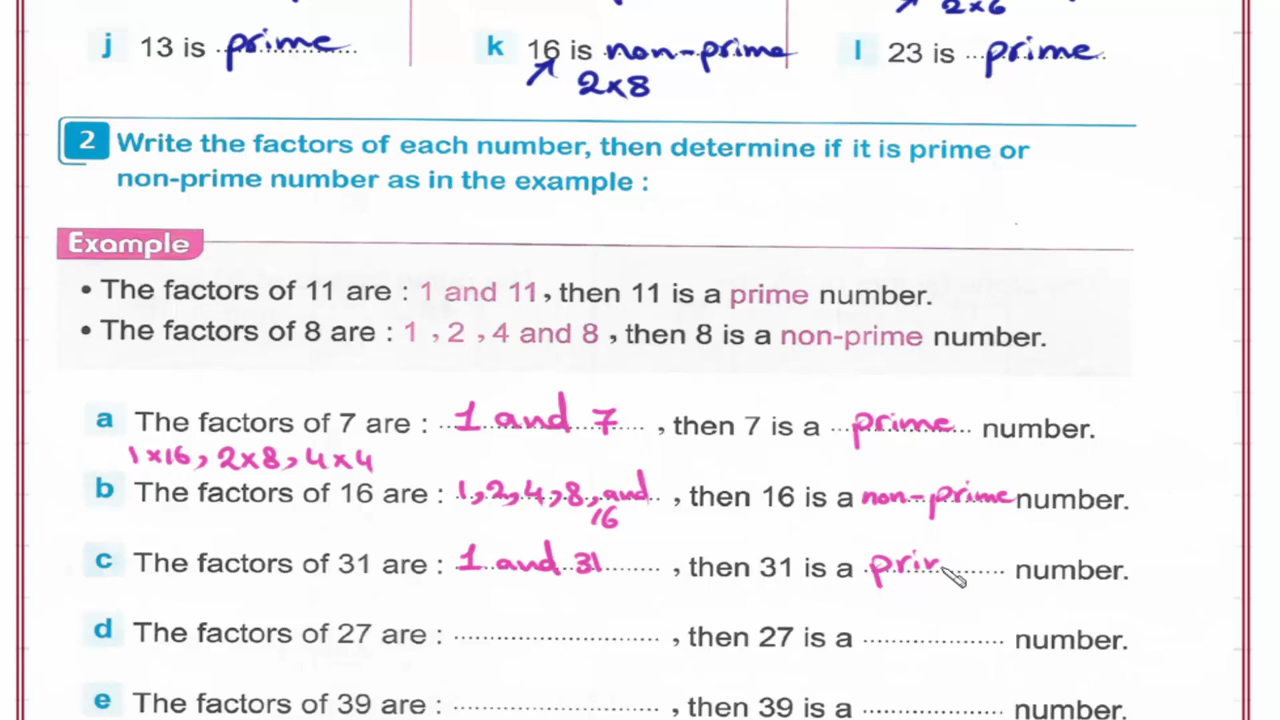 2x6
j 13 is prime
k 16 is non-prime
l 23 is prime
2x8
2 Write the factors of each number, then determine if it is prime or
non-prime number as in the example :
Example
• The factors of 11 are : 1 and 11, then 11 is a prime number.
• The factors of 8 are : 1 , 2 , 4 and 8 , then 8 is a non-prime number.
a The factors of 7 are : 1 and 7 , then 7 is a prime number.
1x16, 2x8, 4x4
b The factors of 16 are : 1, 2, 4, 8, and 16 , then 16 is a non-prime number.
c The factors of 31 are : 1 and 31 , then 31 is a prim number.
d The factors of 27 are : .................... , then 27 is a .............. number.
e The factors of 39 are : .................... , then 39 is a .............. number.